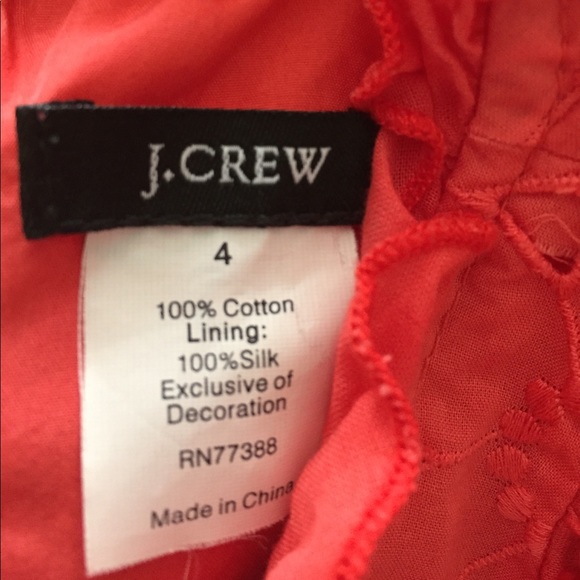 J.CREW
4
100% Cotton
Lining:
100%Silk
Exclusive of
Decoration
RN77388
Made in China